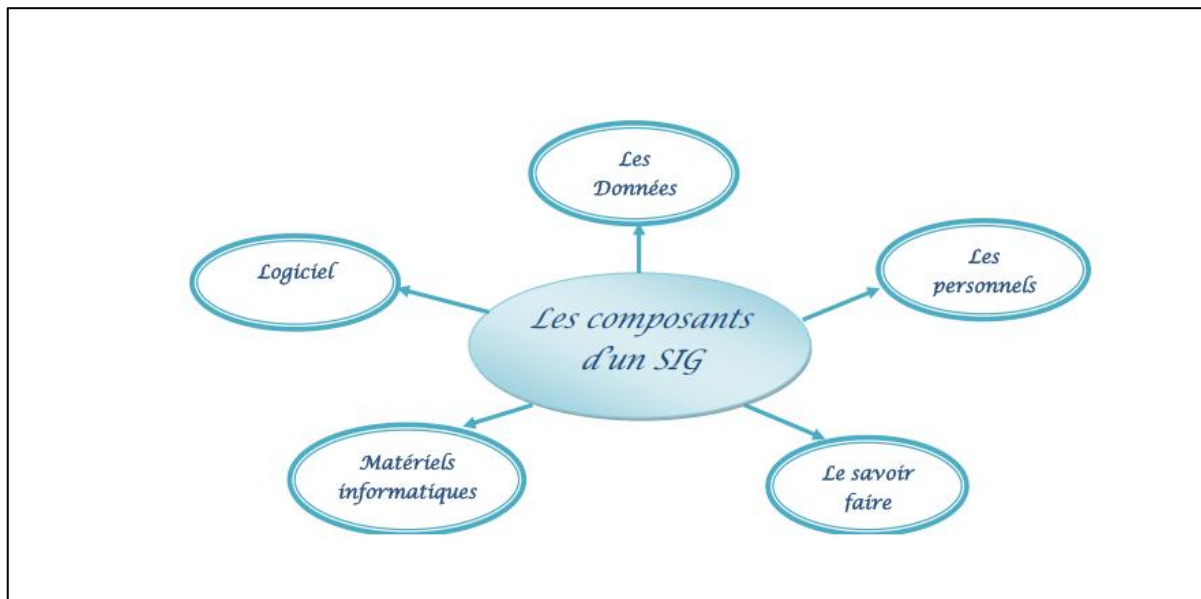 Les
Données
Logiciel
Les
personnels
Les composants
d'un SIG
Matériels
informatiques
Le savoir
faire